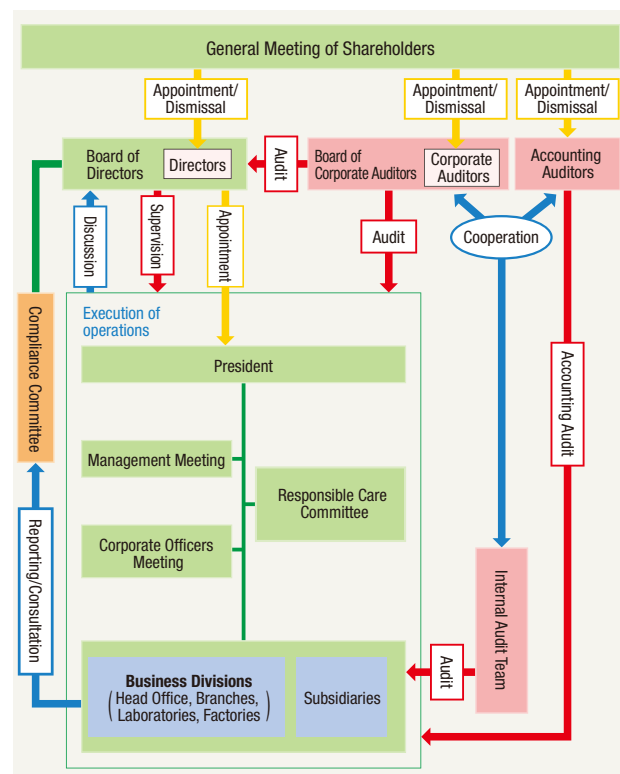 General Meeting of Shareholders
Appointment/
Dismissal
Appointment/
Dismissal
Appointment/
Dismissal
Board of
Directors
Directors
Audit
Board of
Corporate Auditors
Corporate
Auditors
Accounting
Auditors
Discussion
Supervision
Appointment
Audit
Cooperation
Execution of
operations
Compliance Committee
President
Accounting Audit
Management Meeting
Responsible Care
Committee
Corporate Officers
Meeting
Reporting/Consultation
Internal Audit Team
Audit
Business Divisions
(Head Office, Branches,
Laboratories, Factories)
Subsidiaries